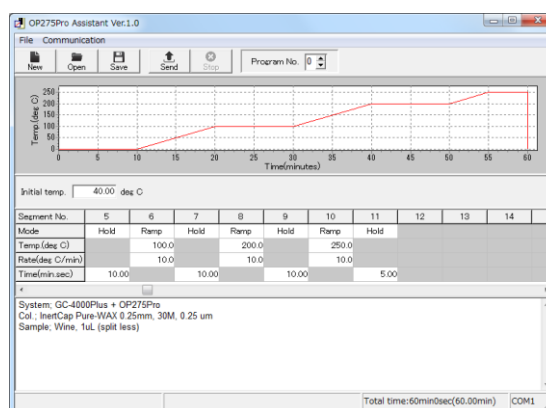 OP275Pro Assistant Ver.1.0
File Communication
New Open Save Send Stop Program No. 0
Temp.(deg C)
250
200
150
100
50
0
0 5 10 15 20 25 30 35 40 45 50 55 60
Time(minutes)
Initial temp. 40.00 deg C
Segment No. 5 6 7 8 9 10 11 12 13 14
Mode Hold Ramp Hold Ramp Hold Ramp Hold
Temp.(deg C) 100.0 200.0 250.0
Rate(deg C/min) 10.0 10.0 10.0
Time(min.sec) 10.00 10.00 10.00 5.00
System; GC-4000Plus + OP275Pro
Col.; InertCap Pure-WAX 0.25mm, 30M, 0.25 um
Sample; Wine, 1uL (split less)
Total time:60min0sec(60.00min) COM1